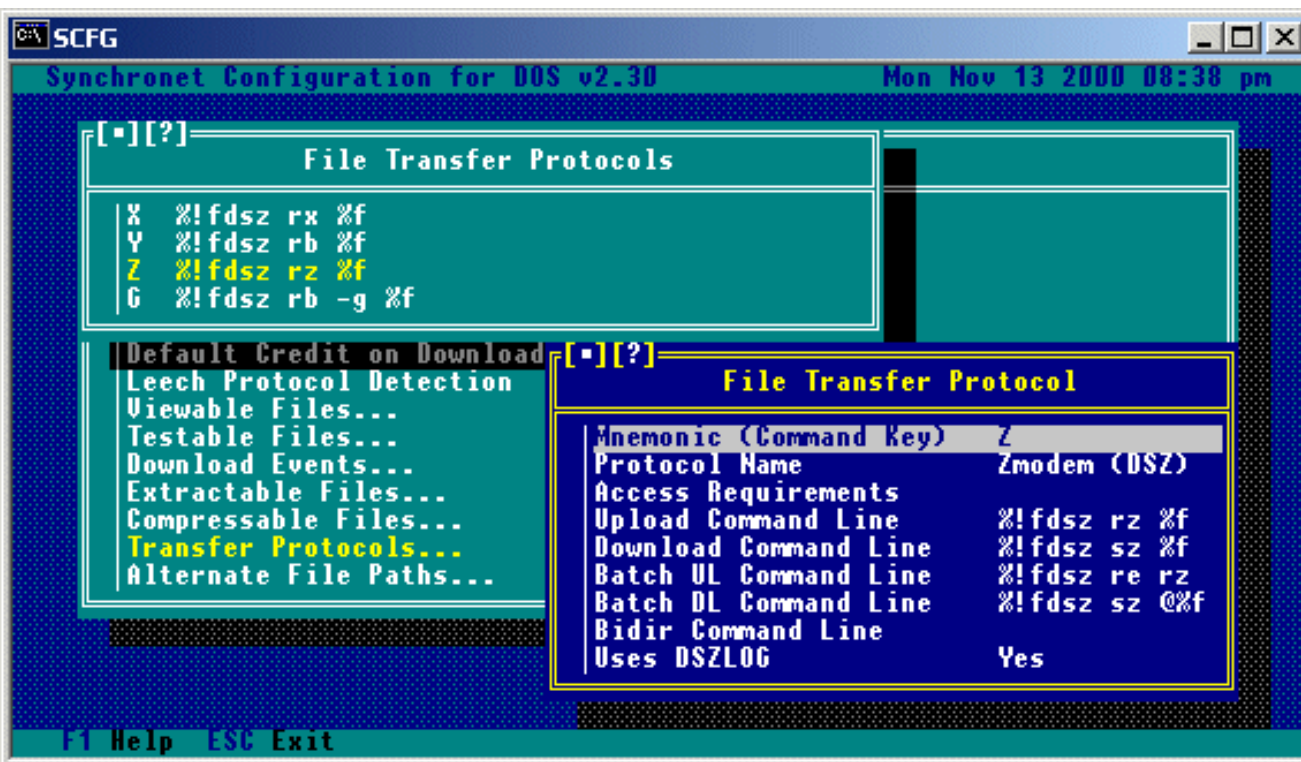 SCFG
Synchronet Configuration for DOS v2.30 Mon Nov 13 2000 08:38 pm
[▪][?]
File Transfer Protocols
X %!fdsz rx %f
Y %!fdsz rb %f
Z %!fdsz rz %f
G %!fdsz rb -g %f
Default Credit on Download
Leech Protocol Detection
Viewable Files...
Testable Files...
Download Events...
Extractable Files...
Compressable Files...
Transfer Protocols...
Alternate File Paths...
[▪][?]
File Transfer Protocol
Mnemonic (Command Key) Z
Protocol Name Zmodem (DSZ)
Access Requirements
Upload Command Line %!fdsz rz %f
Download Command Line %!fdsz sz %f
Batch UL Command Line %!fdsz re rz
Batch DL Command Line %!fdsz sz @%f
Bidir Command Line
Uses DSZLOG Yes
F1 Help ESC Exit